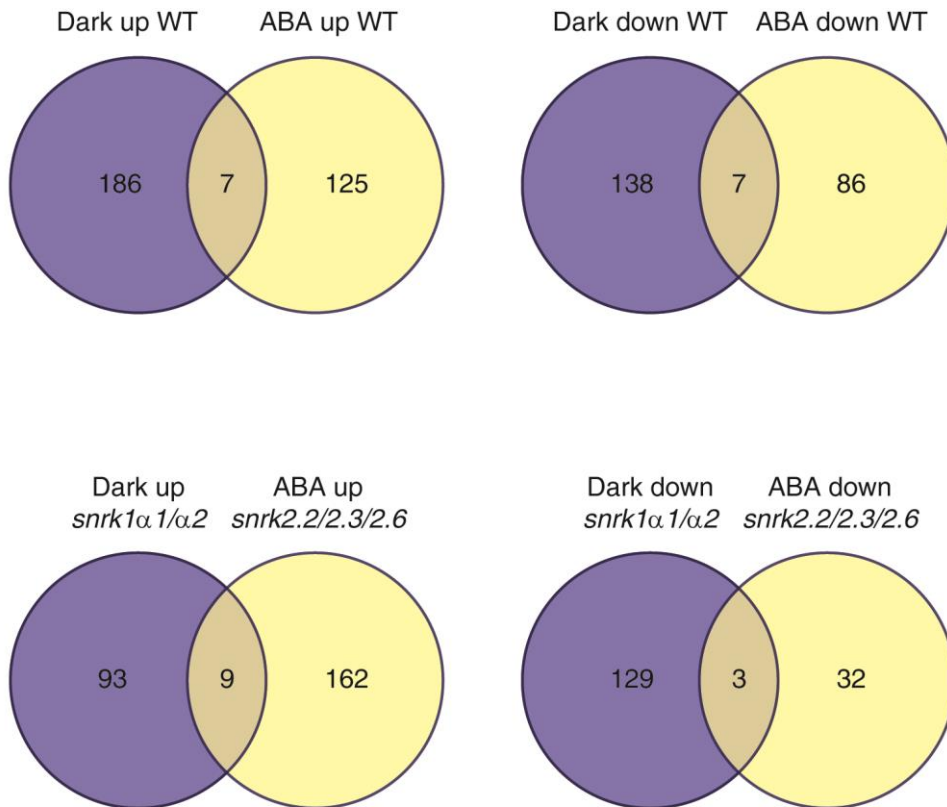 Dark up WT ABA up WT
186 7 125
Dark down WT ABA down WT
138 7 86
Dark up ABA up
snrk1α1/α2 snrk2.2/2.3/2.6
93 9 162
Dark down ABA down
snrk1α1/α2 snrk2.2/2.3/2.6
129 3 32